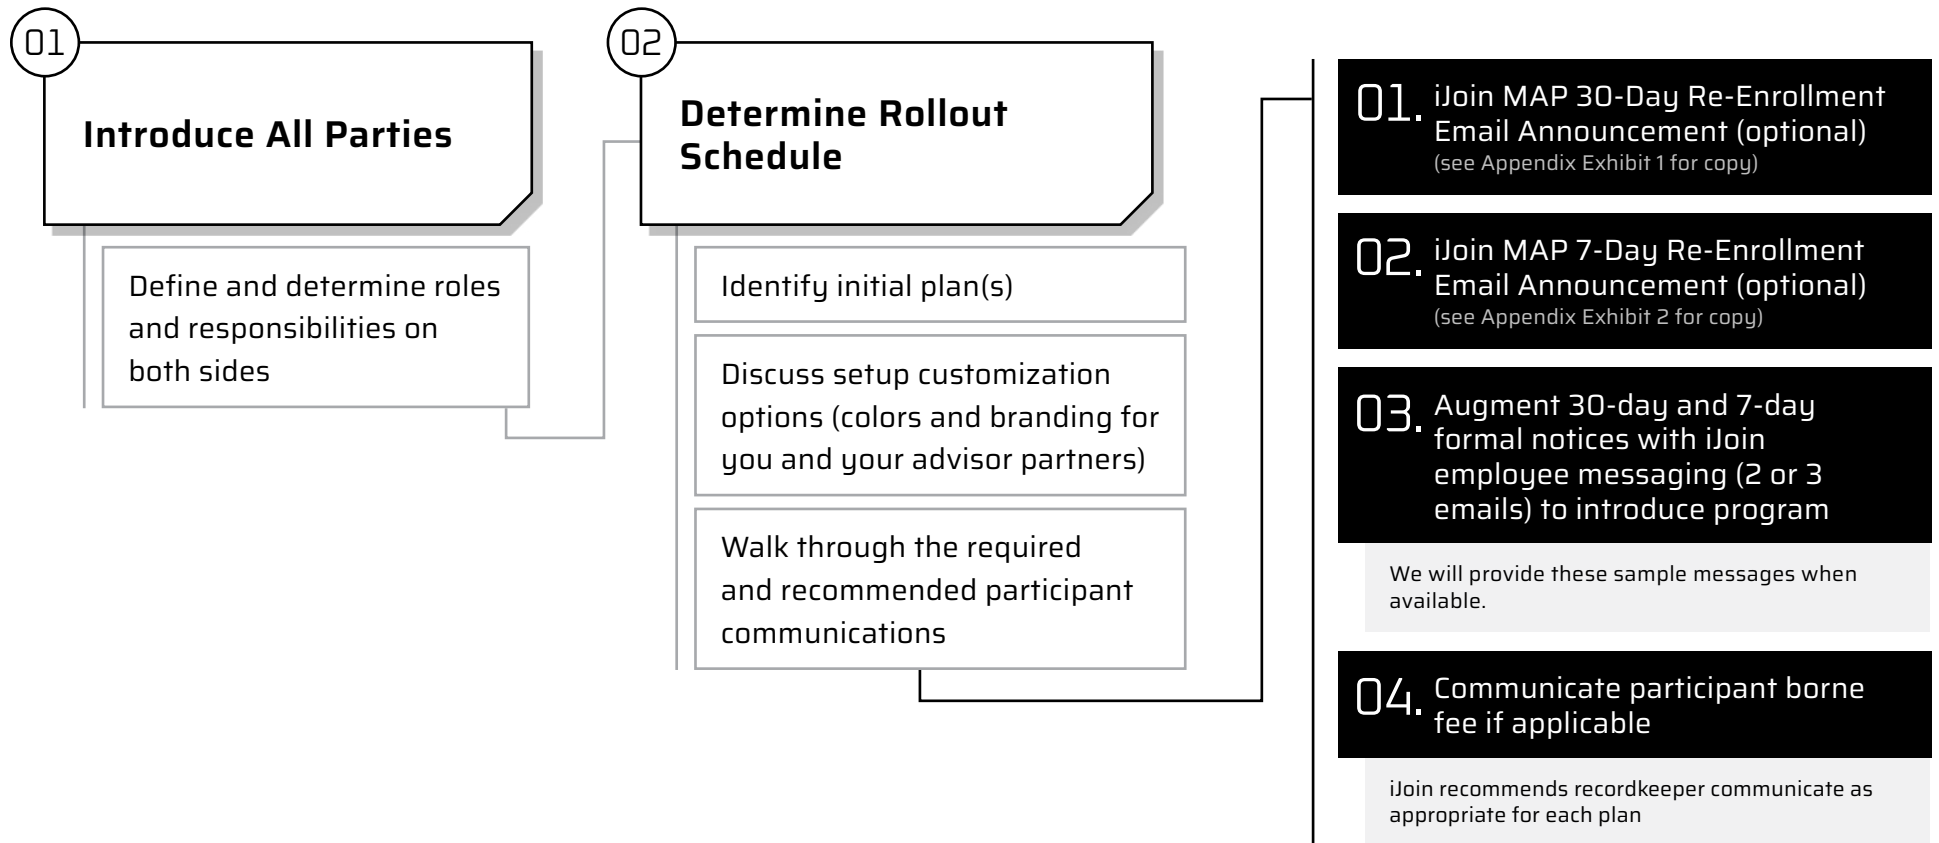 01
Introduce All Parties
Define and determine roles
and responsibilities on
both sides
02
Determine Rollout
Schedule
Identify initial plan(s)
Discuss setup customization
options (colors and branding for
you and your advisor partners)
Walk through the required
and recommended participant
communications
01. iJoin MAP 30-Day Re-Enrollment
Email Announcement (optional)
(see Appendix Exhibit 1 for copy)
02. iJoin MAP 7-Day Re-Enrollment
Email Announcement (optional)
(see Appendix Exhibit 2 for copy)
03. Augment 30-day and 7-day
formal notices with iJoin
employee messaging (2 or 3
emails) to introduce program
We will provide these sample messages when
available.
04. Communicate participant borne
fee if applicable
iJoin recommends recordkeeper communicate as
appropriate for each plan